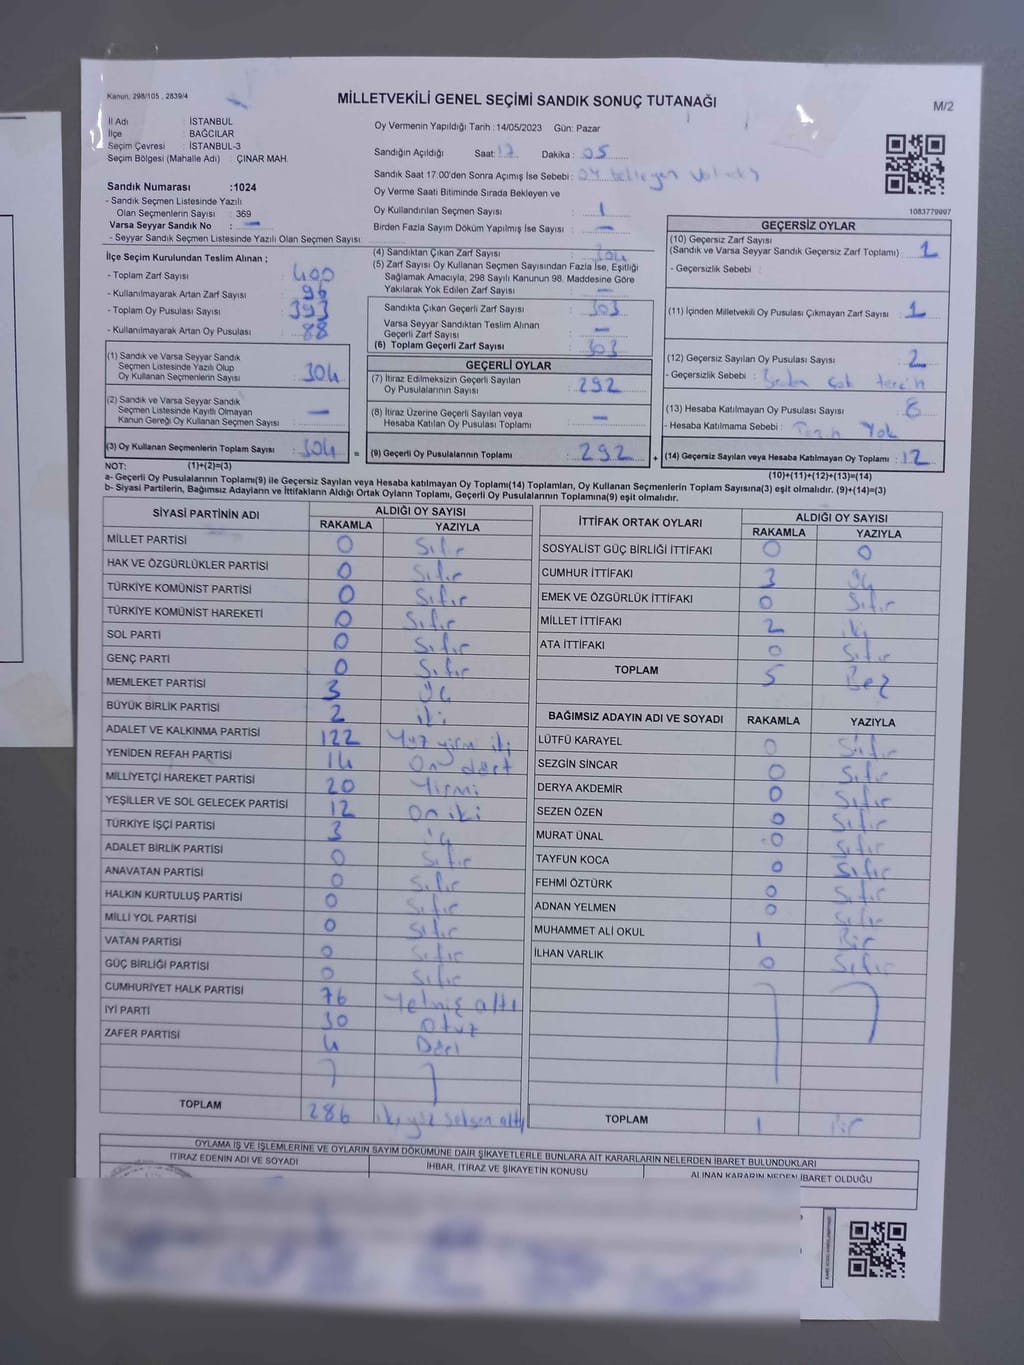 Kanun, 298/105 , 2839/4
MİLLETVEKİLİ GENEL SEÇİMİ SANDIK SONUÇ TUTANAĞI
M/2
İl Adı : İSTANBUL
İlçe : BAĞCILAR
Seçim Çevresi : İSTANBUL-3
Seçim Bölgesi (Mahalle Adı) : ÇINAR MAH.
Sandık Numarası :1024
- Sandık Seçmen Listesinde Yazılı
Olan Seçmenlerin Sayısı : 369
Varsa Seyyar Sandık No : —
- Seyyar Sandık Seçmen Listesinde Yazılı Olan Seçmen Sayısı
Oy Vermenin Yapıldığı Tarih :14/05/2023 Gün: Pazar
Sandığın Açıldığı Saat: 17 Dakika : 05
Sandık Saat 17:00'den Sonra Açımış İse Sebebi: oy
Oy Verme Saati Bitiminde Sırada Bekleyen ve
Oy Kullandırılan Seçmen Sayısı : 1
Birden Fazla Sayım Döküm Yapılmış İse Sayısı : —
1083779997
İlçe Seçim Kurulundan Teslim Alınan ;
- Toplam Zarf Sayısı : 400
- Kullanılmayarak Artan Zarf Sayısı : 96
- Toplam Oy Pusulası Sayısı : 393
- Kullanılmayarak Artan Oy Pusulası : 88
(1) Sandık ve Varsa Seyyar Sandık
Seçmen Listesinde Yazılı Olup
Oy Kullanan Seçmenlerin Sayısı : 304
(2) Sandık ve Varsa Seyyar Sandık
Seçmen Listesinde Kayıtlı Olmayan
Kanun Gereği Oy Kullanan Seçmen Sayısı : —
(3) Oy Kullanan Seçmenlerin Toplam Sayısı : 304 =
(4) Sandıktan Çıkan Zarf Sayısı : 304
(5) Zarf Sayısı Oy Kullanan Seçmen Sayısından Fazla İse, Eşitliği
Sağlamak Amacıyla, 298 Sayılı Kanunun 98. Maddesine Göre
Yakılarak Yok Edilen Zarf Sayısı : —
Sandıkta Çıkan Geçerli Zarf Sayısı : 303
Varsa Seyyar Sandıktan Teslim Alınan
Geçerli Zarf Sayısı : —
(6) Toplam Geçerli Zarf Sayısı : 303
GEÇERLİ OYLAR
(7) İtiraz Edilmeksizin Geçerli Sayılan
Oy Pusulalarının Sayısı : 292
(8) İtiraz Üzerine Geçerli Sayılan veya
Hesaba Katılan Oy Pusulası Toplamı : —
(9) Geçerli Oy Pusulalarının Toplamı : 292 +
GEÇERSİZ OYLAR
(10) Geçersiz Zarf Sayısı
(Sandık ve Varsa Seyyar Sandık Geçersiz Zarf Toplamı) : 1
- Geçersizlik Sebebi :
(11) İçinden Milletvekili Oy Pusulası Çıkmayan Zarf Sayısı : 1
(12) Geçersiz Sayılan Oy Pusulası Sayısı : 2
- Geçersizlik Sebebi : Birden çok tercih
(13) Hesaba Katılmayan Oy Pusulası Sayısı : 8
- Hesaba Katılmama Sebebi : Tercih Yok
(14) Geçersiz Sayılan veya Hesaba Katılmayan Oy Toplamı : 12
NOT: (1)+(2)=(3) (10)+(11)+(12)+(13)=(14)
a- Geçerli Oy Pusulalarının Toplamı(9) ile Geçersiz Sayılan veya Hesaba Katılmayan Oy Toplamı(14) Toplamları, Oy Kullanan Seçmenlerin Toplam Sayısına(3) eşit olmalıdır. (9)+(14)=(3)
b- Siyasi Partilerin, Bağımsız Adayların ve İttifakların Aldığı Ortak Oyların Toplamı, Geçerli Oy Pusulalarının Toplamına(9) eşit olmalıdır.
SİYASİ PARTİNİN ADI ALDIĞI OY SAYISI
RAKAMLA YAZIYLA
MİLLET PARTİSİ 0 Sıfır
HAK VE ÖZGÜRLÜKLER PARTİSİ 0 Sıfır
TÜRKİYE KOMÜNİST PARTİSİ 0 Sıfır
TÜRKİYE KOMÜNİST HAREKETİ 0 Sıfır
SOL PARTİ 0 Sıfır
GENÇ PARTİ 0 Sıfır
MEMLEKET PARTİSİ 3 Üç
BÜYÜK BİRLİK PARTİSİ 2 iki
ADALET VE KALKINMA PARTİSİ 122 Yüz yirmi iki
YENİDEN REFAH PARTİSİ 14 On dört
MİLLİYETÇİ HAREKET PARTİSİ 20 Yirmi
YEŞİLLER VE SOL GELECEK PARTİSİ 12 On iki
TÜRKİYE İŞÇİ PARTİSİ 3 üç
ADALET BİRLİK PARTİSİ 0 Sıfır
ANAVATAN PARTİSİ 0 Sıfır
HALKIN KURTULUŞ PARTİSİ 0 Sıfır
MİLLİ YOL PARTİSİ 0 Sıfır
VATAN PARTİSİ 0 Sıfır
GÜÇ BİRLİĞİ PARTİSİ 0 Sıfır
CUMHURİYET HALK PARTİSİ 76 Yetmiş altı
İYİ PARTİ 30 Otuz
ZAFER PARTİSİ 4 Dört
TOPLAM 286 ikiyüz seksen altı
İTTİFAK ORTAK OYLARI ALDIĞI OY SAYISI
RAKAMLA YAZIYLA
SOSYALİST GÜÇ BİRLİĞİ İTTİFAKI 0 0
CUMHUR İTTİFAKI 3 Üç
EMEK VE ÖZGÜRLÜK İTTİFAKI 0 Sıfır
MİLLET İTTİFAKI 2 iki
ATA İTTİFAKI 0 Sıfır
TOPLAM 5 Beş
BAĞIMSIZ ADAYIN ADI VE SOYADI RAKAMLA YAZIYLA
LÜTFÜ KARAYEL 0 Sıfır
SEZGİN SİNCAR 0 Sıfır
DERYA AKDEMİR 0 Sıfır
SEZEN ÖZEN 0 Sıfır
MURAT ÜNAL 0 Sıfır
TAYFUN KOCA 0 Sıfır
FEHMİ ÖZTÜRK 0 Sıfır
ADNAN YELMEN 0 Sıfır
MUHAMMET ALİ OKUL 1 Bir
İLHAN VARLIK 0 Sıfır
TOPLAM 1 Bir
OYLAMA İŞ VE İŞLEMLERİNE VE OYLARIN SAYIM DÖKÜMÜNE DAİR ŞİKAYETLERLE BUNLARA AİT KARARLARIN NELERDEN İBARET BULUNDUKLARI
İTİRAZ EDENİN ADI VE SOYADI İHBAR, İTİRAZ VE ŞİKAYETİN KONUSU ALINAN KARARIN NEDEN İBARET OLDUĞU